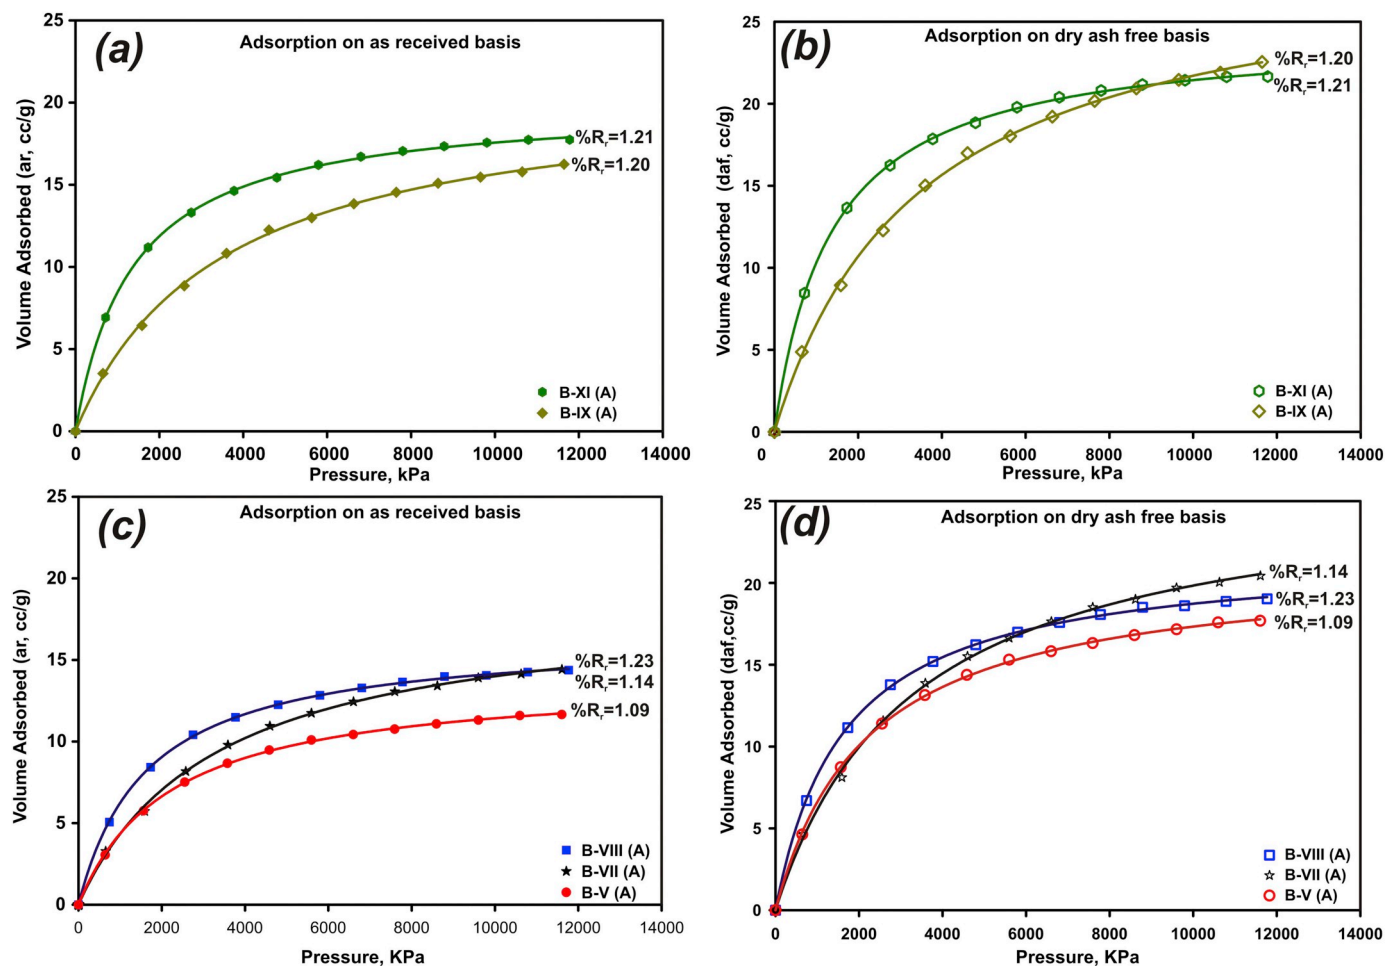 (a)
Adsorption on as received basis
Volume Adsorbed (ar, cc/g)
25
20
15
10
5
0
%Rr=1.21
%Rr=1.20
B-XI (A)
B-IX (A)
0 2000 4000 6000 8000 10000 12000 14000
Pressure, kPa
(b)
Adsorption on dry ash free basis
Volume Adsorbed (daf, cc/g)
25
20
15
10
5
0
%Rr=1.20
%Rr=1.21
B-XI (A)
B-IX (A)
0 2000 4000 6000 8000 10000 12000 14000
Pressure, kPa
(c)
Adsorption on as received basis
Volume Adsorbed (ar, cc/g)
25
20
15
10
5
0
%Rr=1.23
%Rr=1.14
%Rr=1.09
B-VIII (A)
B-VII (A)
B-V (A)
0 2000 4000 6000 8000 10000 12000 14000
Pressure, KPa
(d)
Adsorption on dry ash free basis
Volume Adsorbed (daf,cc/g)
25
20
15
10
5
0
%Rr=1.14
%Rr=1.23
%Rr=1.09
B-VIII (A)
B-VII (A)
B-V (A)
0 2000 4000 6000 8000 10000 12000 14000
Pressure, KPa